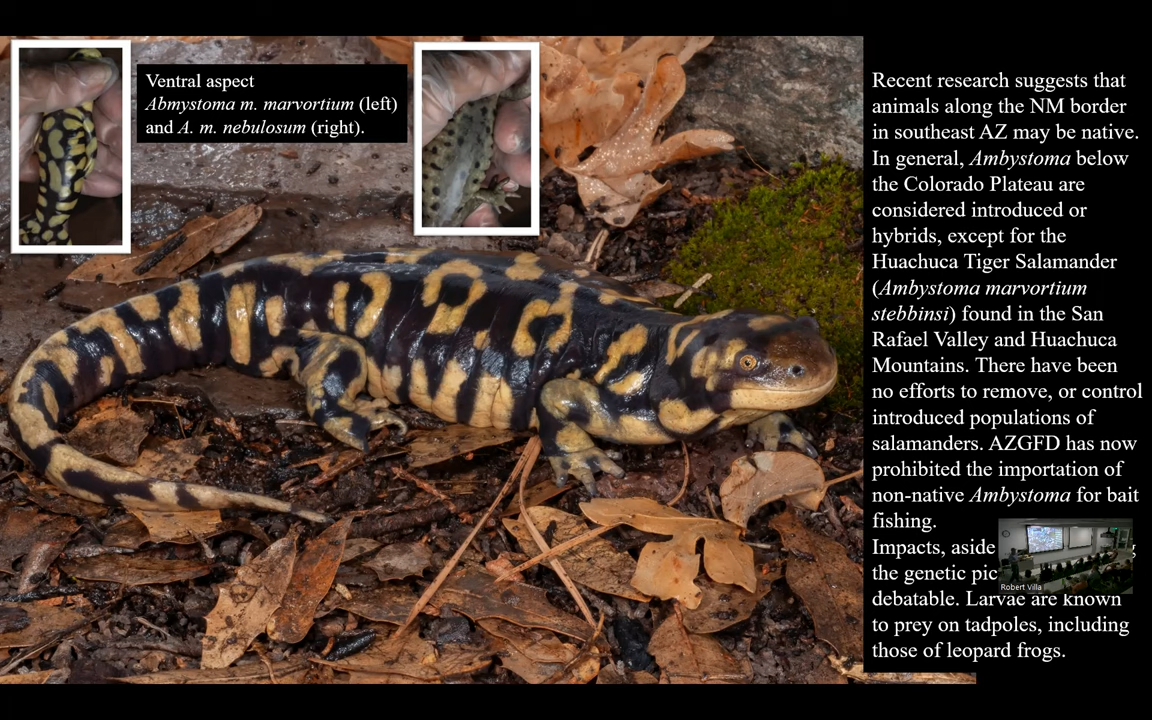 Ventral aspect
Abmystoma m. marvortium (left)
and A. m. nebulosum (right).
Recent research suggests that
animals along the NM border
in southeast AZ may be native.
In general, Ambystoma below
the Colorado Plateau are
considered introduced or
hybrids, except for the
Huachuca Tiger Salamander
(Ambystoma marvortium
stebbinsi) found in the San
Rafael Valley and Huachuca
Mountains. There have been
no efforts to remove, or control
introduced populations of
salamanders. AZGFD has now
prohibited the importation of
non-native Ambystoma for bait
fishing.
Impacts, aside
the genetic
debatable. Larvae are known
to prey on tadpoles, including
those of leopard frogs.
Robert Villa